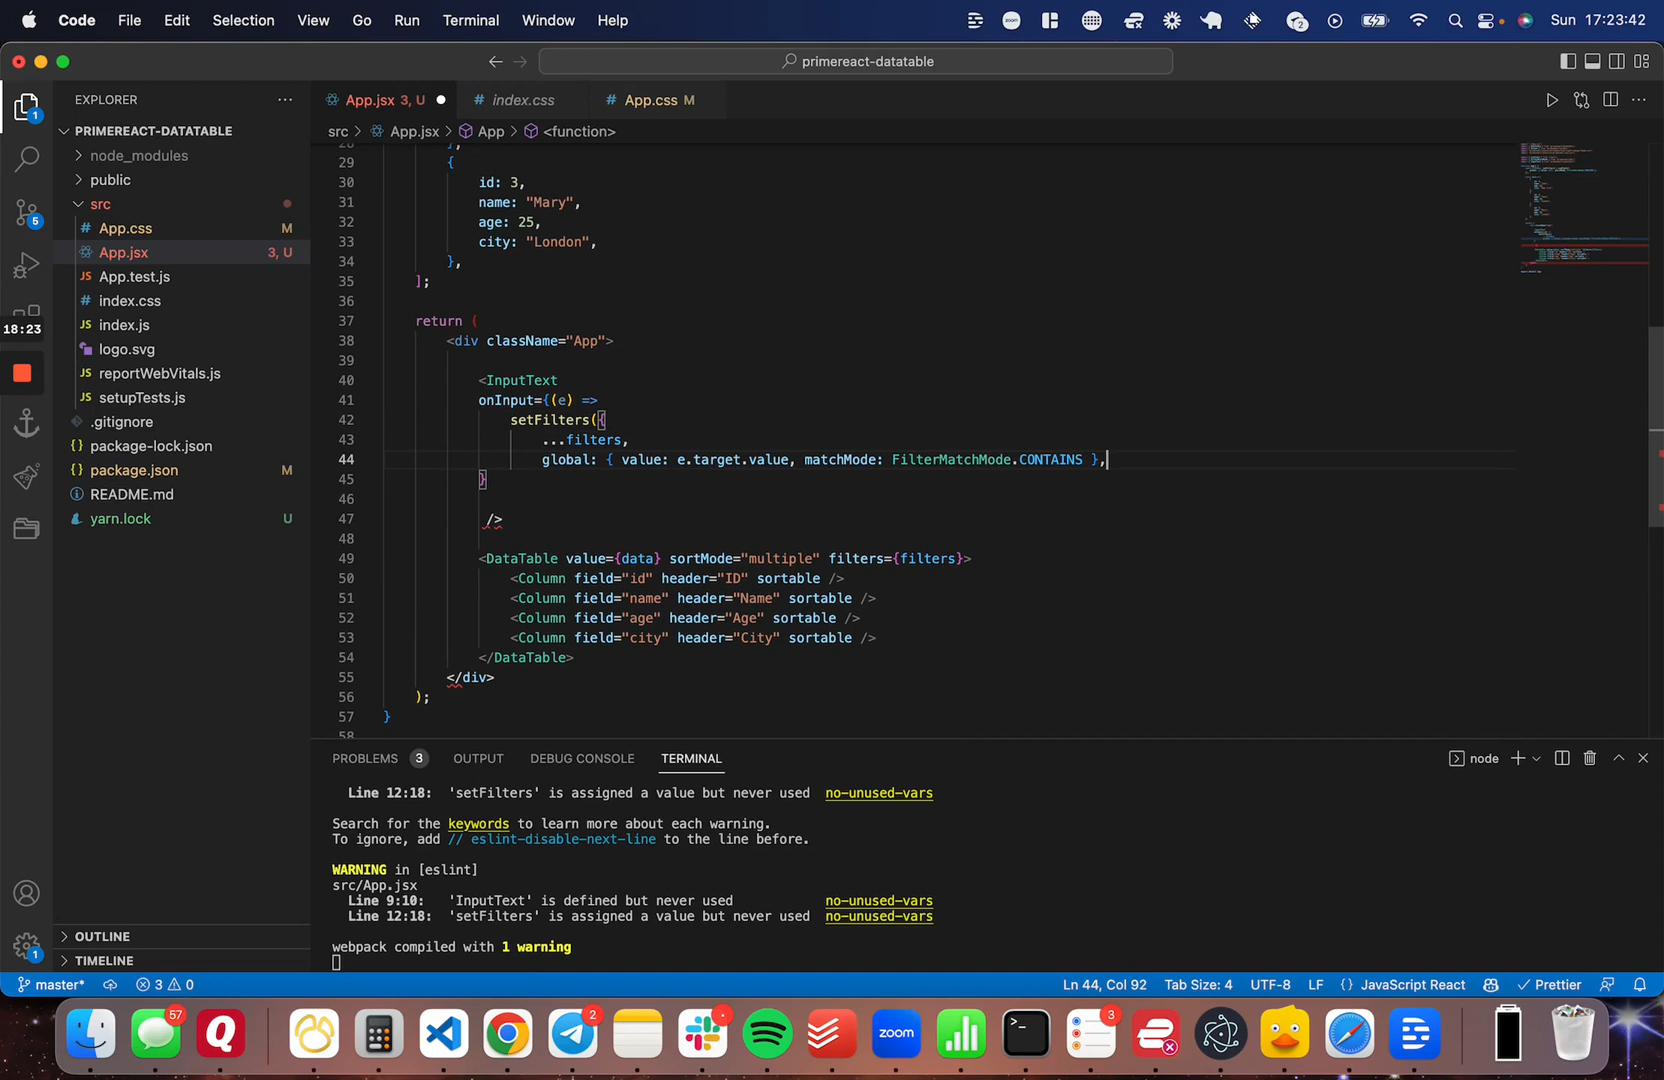 Code File Edit Selection View Go Run Terminal Window Help
2
Sun 17:23:42
primereact-datatable
EXPLORER
App.jsx 3, U
index.css
App.css M
1
PRIMEREACT-DATATABLE
src > App.jsx > App > <function>
node_modules
public
src
5
App.css M
App.jsx 3, U
App.test.js
index.css
index.js
18:23
logo.svg
reportWebVitals.js
setupTests.js
.gitignore
package-lock.json
package.json M
README.md
yarn.lock U
28 },
29 {
30 id: 3,
31 name: "Mary",
32 age: 25,
33 city: "London",
34 },
35 ];
36
37 return (
38 <div className="App">
39
40 <InputText
41 onInput={(e) =>
42 setFilters({
43 ...filters,
44 global: { value: e.target.value, matchMode: FilterMatchMode.CONTAINS },
45 }
46
47 />
48
49 <DataTable value={data} sortMode="multiple" filters={filters}>
50 <Column field="id" header="ID" sortable />
51 <Column field="name" header="Name" sortable />
52 <Column field="age" header="Age" sortable />
53 <Column field="city" header="City" sortable />
54 </DataTable>
55 </div>
56 );
57 }
58
PROBLEMS 3 OUTPUT DEBUG CONSOLE TERMINAL
node
Line 12:18: 'setFilters' is assigned a value but never used no-unused-vars
Search for the keywords to learn more about each warning.
To ignore, add // eslint-disable-next-line to the line before.
WARNING in [eslint]
src/App.jsx
Line 9:10: 'InputText' is defined but never used no-unused-vars
Line 12:18: 'setFilters' is assigned a value but never used no-unused-vars
webpack compiled with 1 warning
OUTLINE
TIMELINE
1
master* 3 0
Ln 44, Col 92 Tab Size: 4 UTF-8 LF {} JavaScript React Prettier
57
2
3
zoom